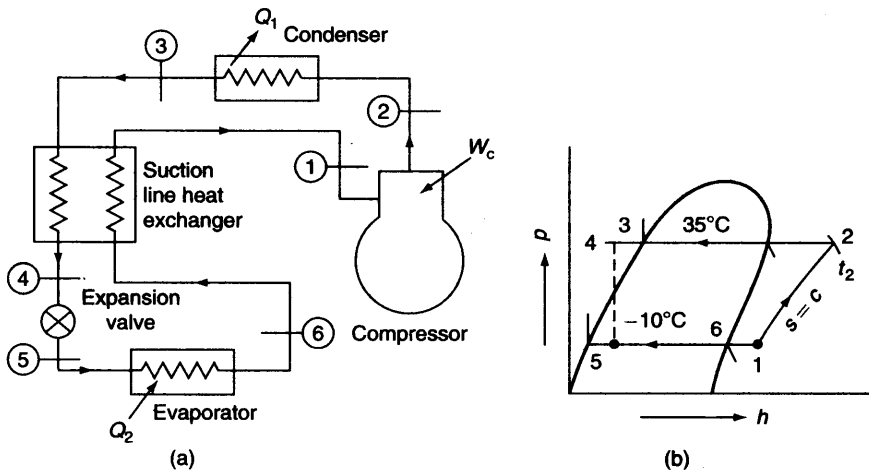 Q1
Condenser
3
2
Wc
1
Suction
line heat
exchanger
4
Expansion
valve
6
Compressor
5
Q2
Evaporator
(a)
p
4
3
35°C
2
t2
s = c
–10°C
5
6
1
h
(b)